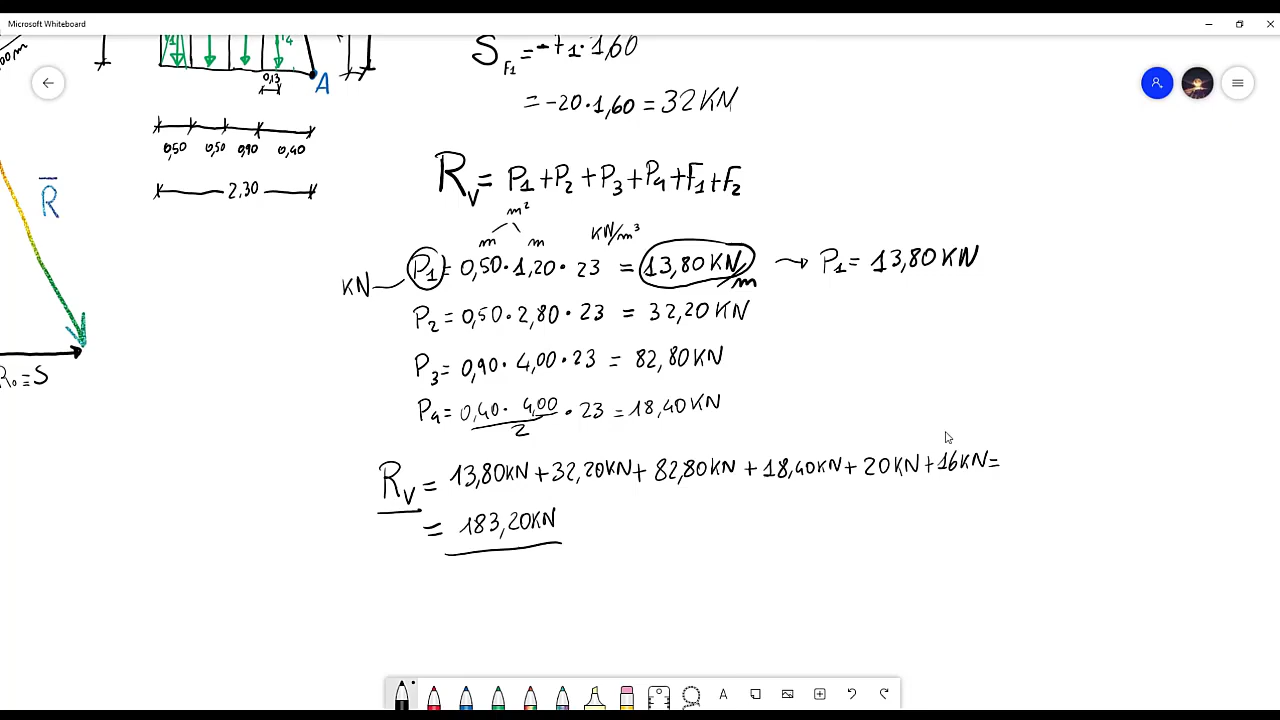 Microsoft Whiteboard
00m
0,13
A
0,50 0,50 0,90 0,40
2,30
R
R₀ ≡ S
S_F1 = -F1 · 1,60
= -20 · 1,60 = 32 KN
Rv = P1 + P2 + P3 + P4 + F1 + F2
m²
m m KN/m³
KN P1 = 0,50 · 1,20 · 23 = 13,80 KN/m → P1 = 13,80 KN
P2 = 0,50 · 2,80 · 23 = 32,20 KN
P3 = 0,90 · 4,00 · 23 = 82,80 KN
P4 = 0,40 · 4,00 / 2 · 23 = 18,40 KN
Rv = 13,80KN + 32,20KN + 82,80KN + 18,40KN + 20KN + 16KN =
= 183,20KN